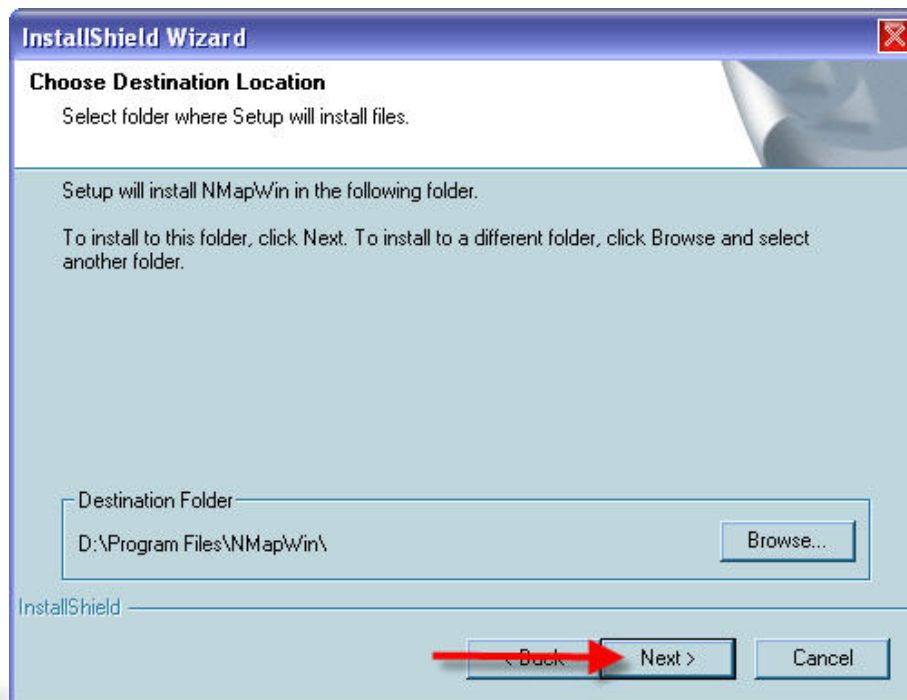 InstallShield Wizard
Choose Destination Location
Select folder where Setup will install files.
Setup will install NMapWin in the following folder.
To install to this folder, click Next. To install to a different folder, click Browse and select
another folder.
Destination Folder
D:\Program Files\NMapWin\
Browse...
InstallShield
< Back
Next >
Cancel